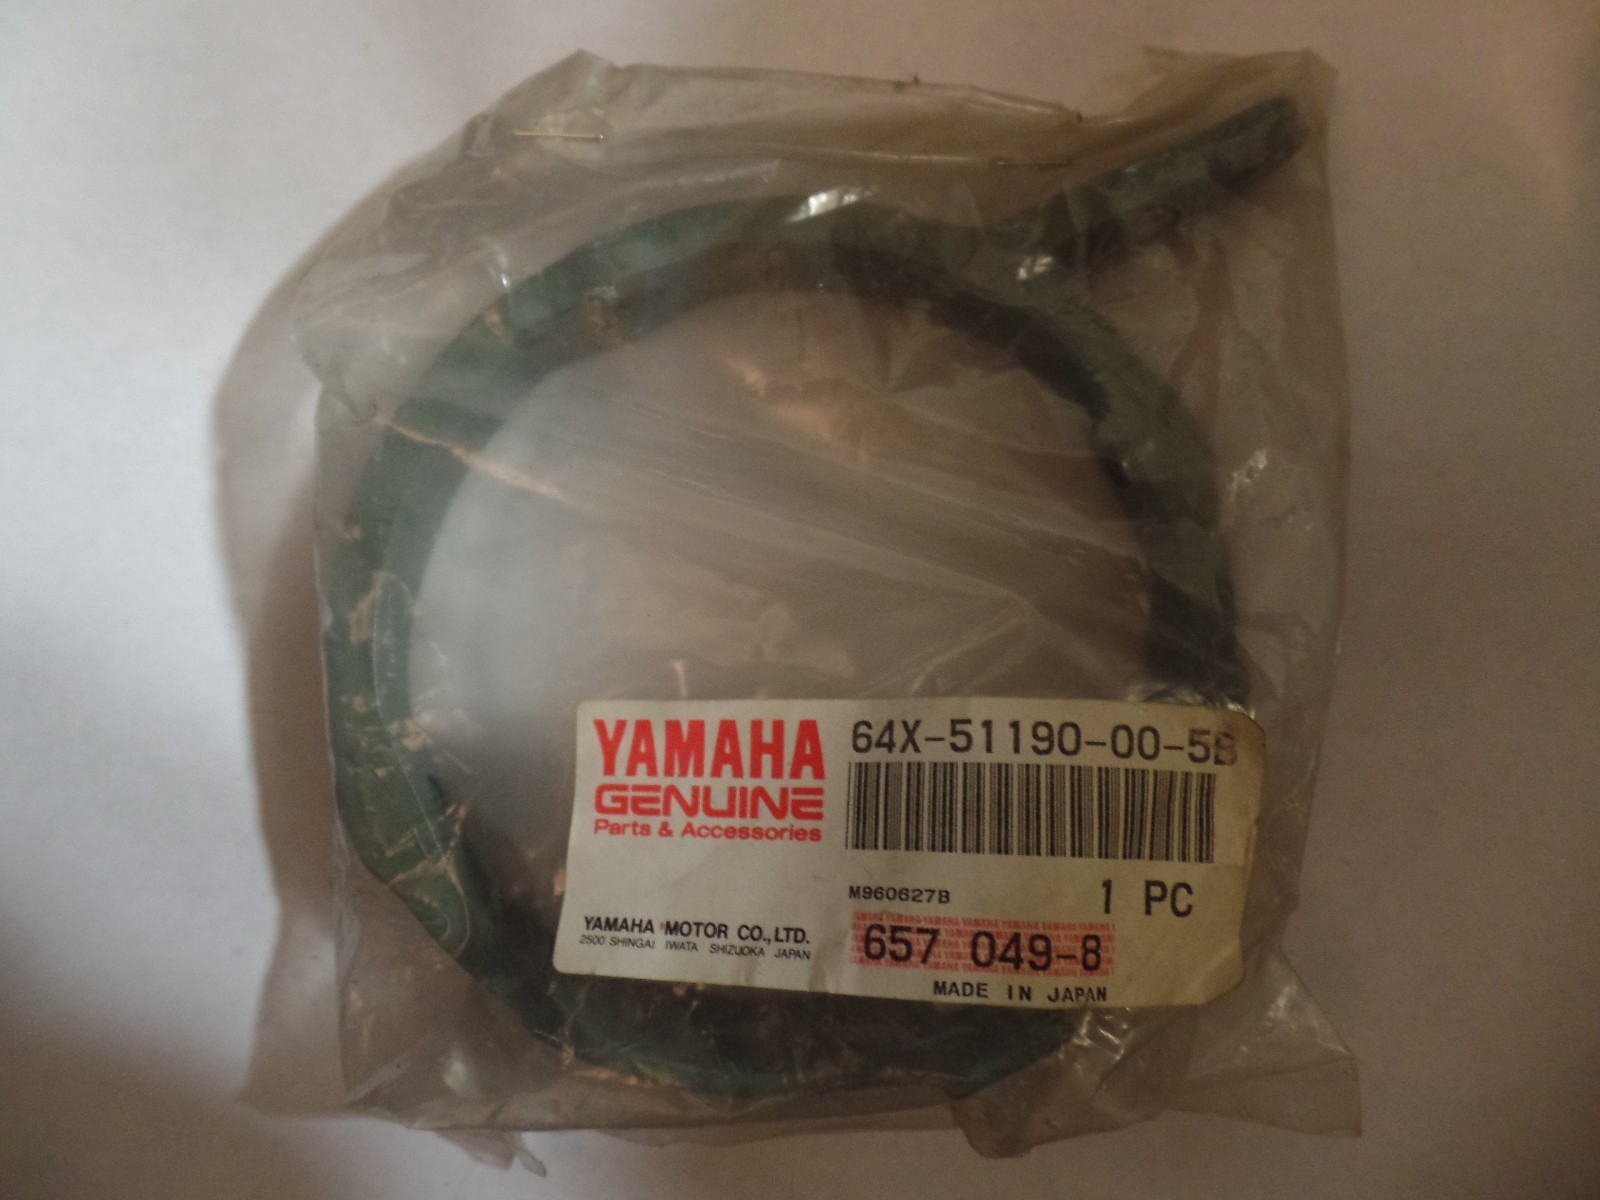 YAMAHA
GENUINE
Parts & Accessories
64X-51190-00-5B
M960627B
1 PC
YAMAHA MOTOR CO.,LTD.
2500 SHINGAI IWATA SHIZUOKA JAPAN
657 049-8
MADE IN JAPAN